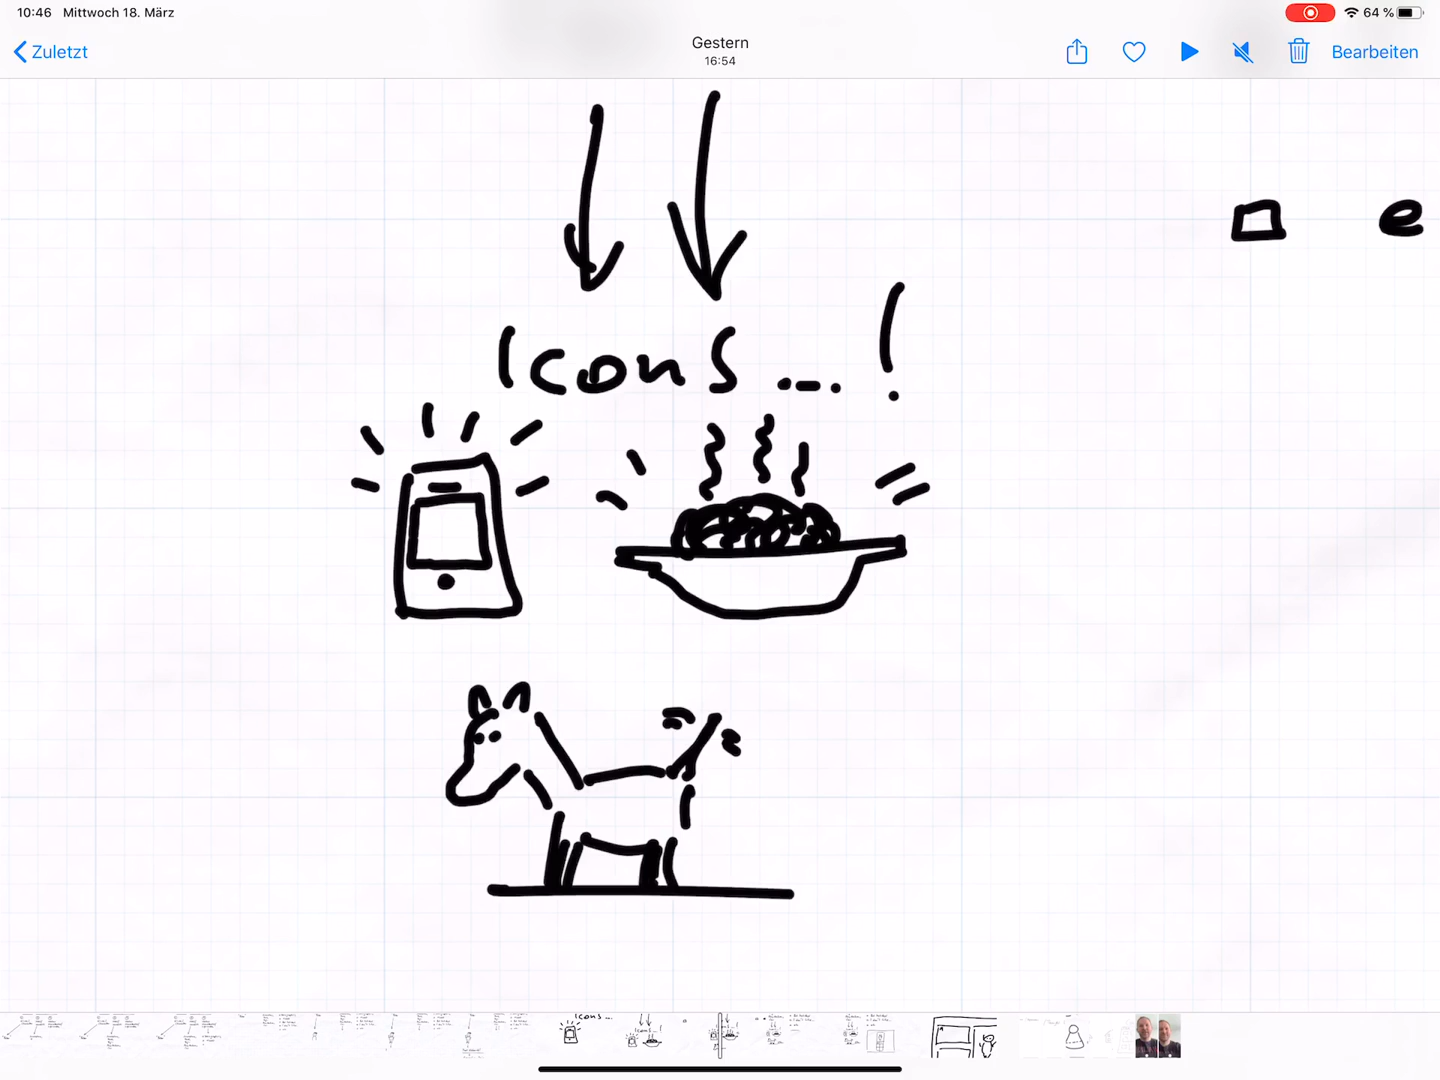 10:46 Mittwoch 18. März
64 %
Zuletzt
Gestern
16:54
Bearbeiten
e
Icons...!